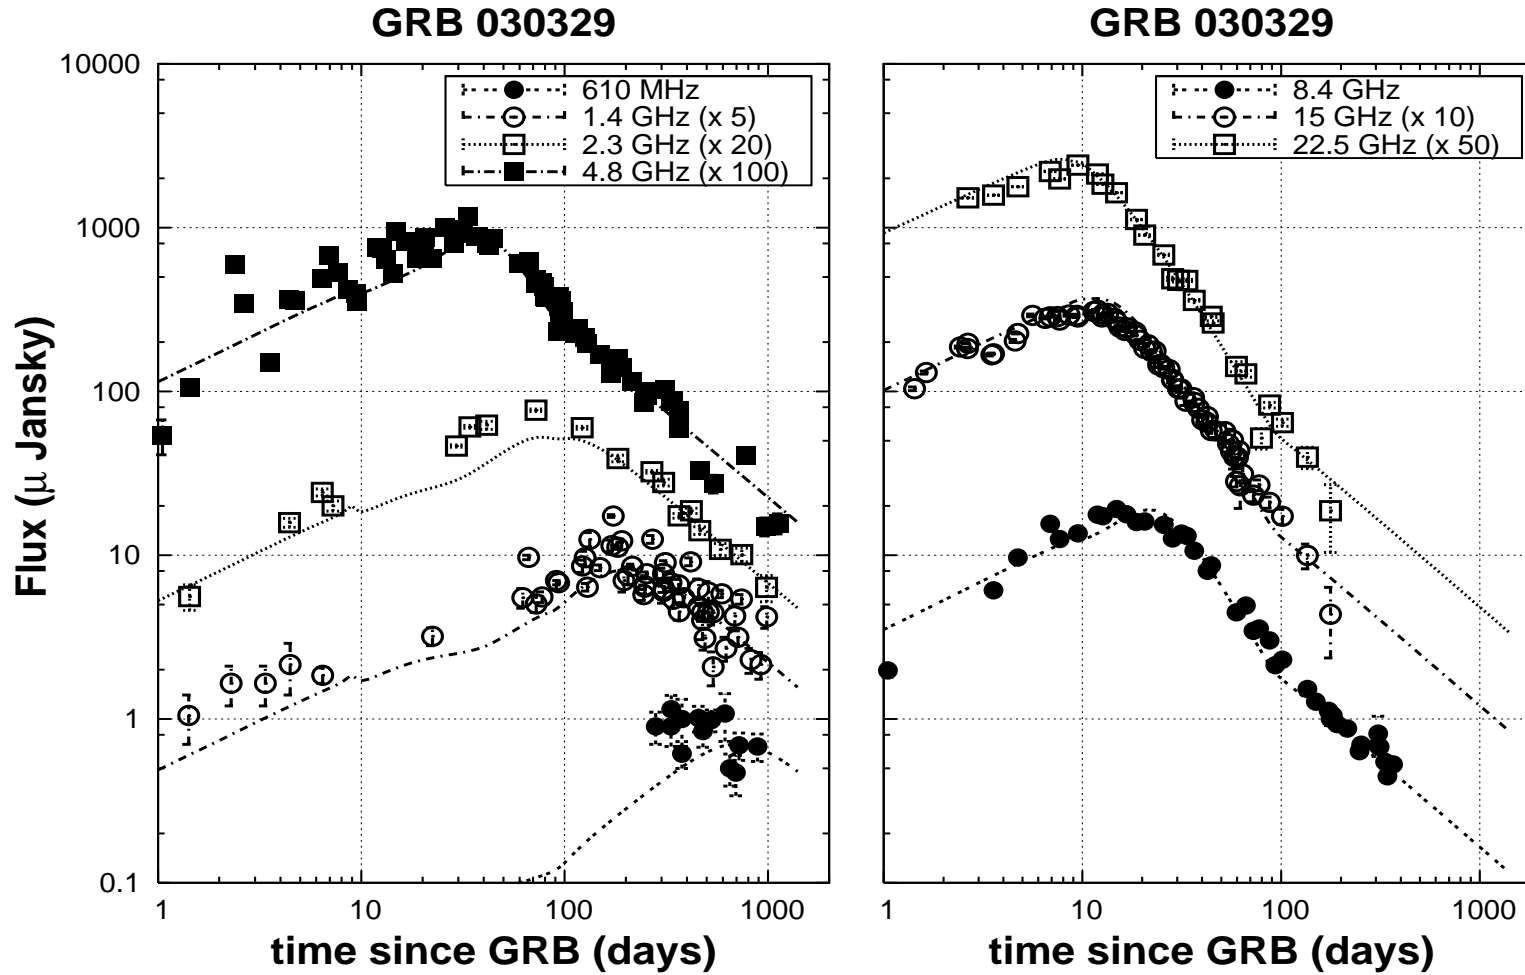 GRB 030329
GRB 030329
610 MHz
1.4 GHz (x 5)
2.3 GHz (x 20)
4.8 GHz (x 100)
8.4 GHz
15 GHz (x 10)
22.5 GHz (x 50)
10000
1000
100
10
1
0.1
Flux (μ Jansky)
1 10 100 1000
1 10 100 1000
time since GRB (days)
time since GRB (days)